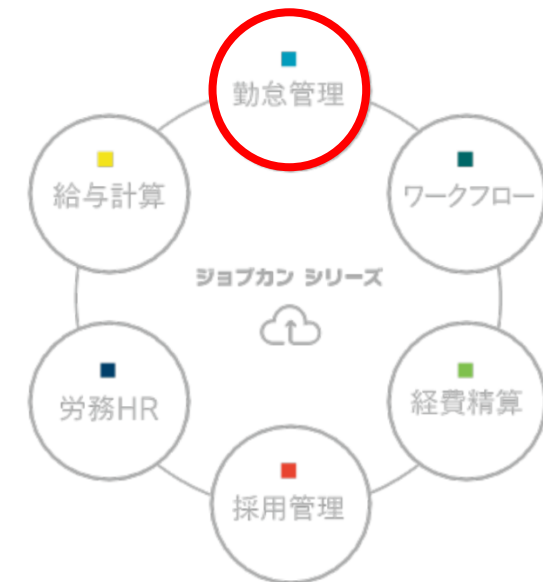 勤怠管理
給与計算
ワークフロー
ジョブカン シリーズ
労務HR
経費精算
採用管理